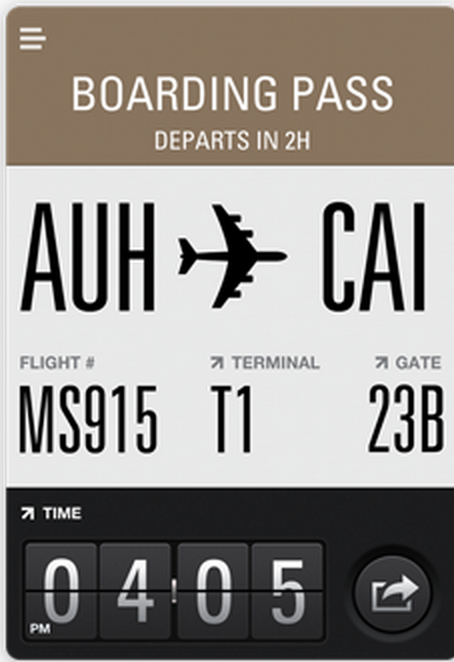 BOARDING PASS
DEPARTS IN 2H
AUH CAI
FLIGHT # TERMINAL GATE
MS915 T1 23B
TIME
04:05
PM